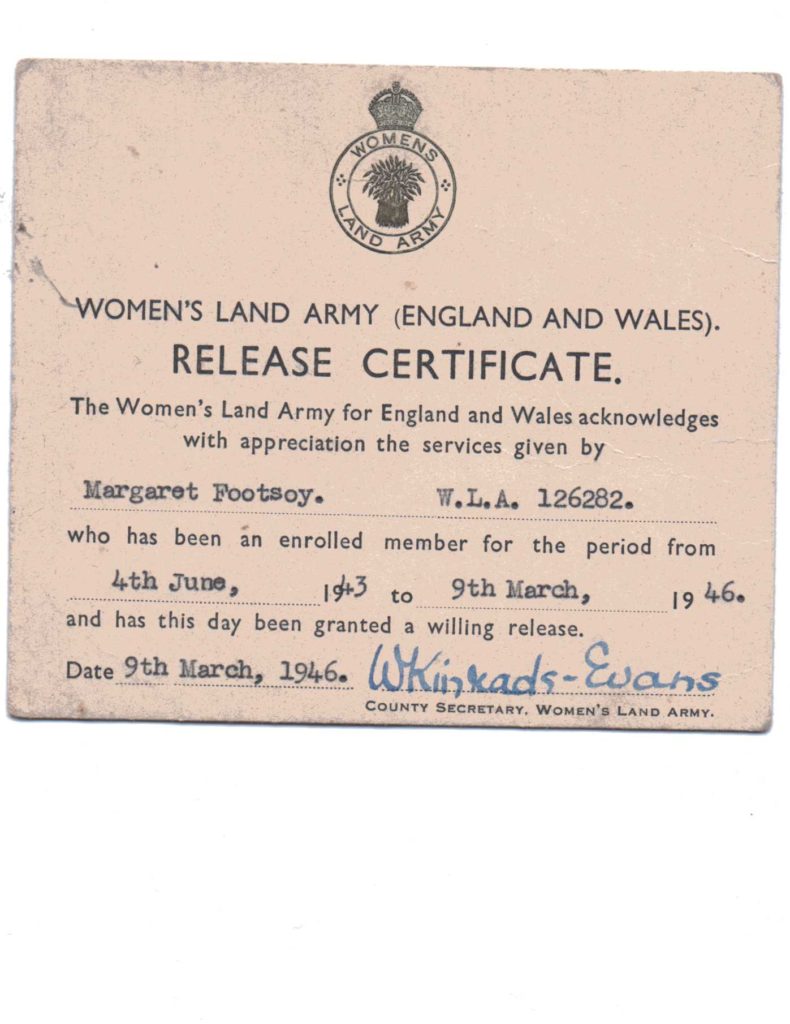 WOMENS
LAND ARMY
WOMEN'S LAND ARMY (ENGLAND AND WALES).
RELEASE CERTIFICATE.
The Women's Land Army for England and Wales acknowledges
with appreciation the services given by
Margaret Footsoy. W.L.A. 126282.
who has been an enrolled member for the period from
4th June, 1943 to 9th March, 1946.
and has this day been granted a willing release.
Date 9th March, 1946. WKinkads-Evans
COUNTY SECRETARY, WOMEN'S LAND ARMY.